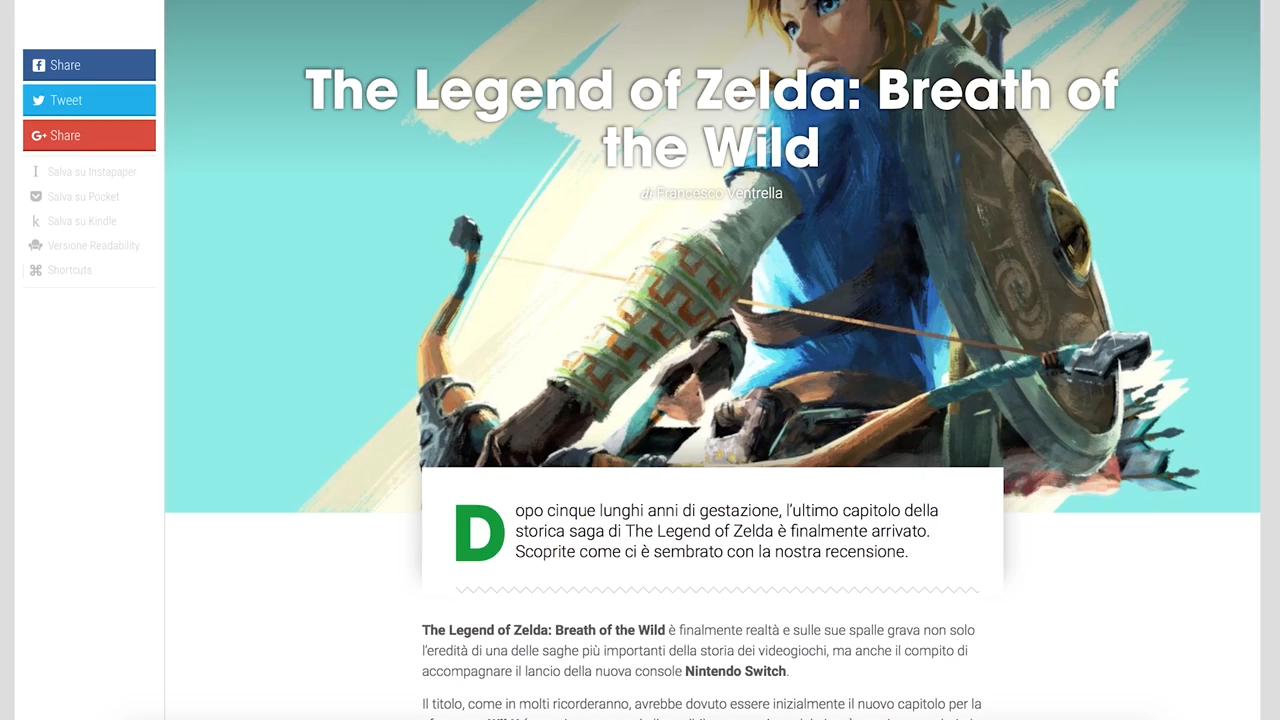 Share
Tweet
Share
Salva su Instapaper
Salva su Pocket
Salva su Kindle
Versione Readability
Shortcuts
The Legend of Zelda: Breath of
the Wild
di Francesco Ventrella
Dopo cinque lunghi anni di gestazione, l'ultimo capitolo della
storica saga di The Legend of Zelda è finalmente arrivato.
Scoprite come ci è sembrato con la nostra recensione.
The Legend of Zelda: Breath of the Wild è finalmente realtà e sulle sue spalle grava non solo
l'eredità di una delle saghe più importanti della storia dei videogiochi, ma anche il compito di
accompagnare il lancio della nuova console Nintendo Switch.
Il titolo, come in molti ricorderanno, avrebbe dovuto essere inizialmente il nuovo capitolo per la